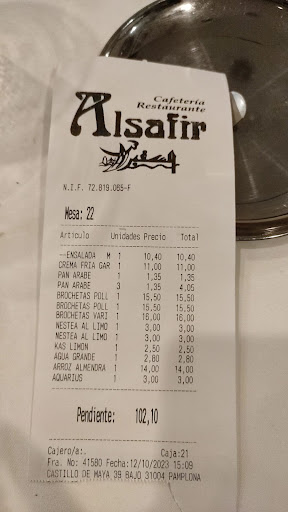 Cafetería
Restaurante
Alsafir
N.I.F. 72.819.065-F
Mesa: 22
Artículo Unidades Precio Total
—ENSALADA M 1 10,40 10,40
CREMA FRIA GAR 1 11,00 11,00
PAN ARABE 1 1,35 1,35
PAN ARABE 3 1,35 4,05
BROCHETAS POLL 1 15,50 15,50
BROCHETAS POLL 1 15,50 15,50
BROCHETAS VARI 1 16,00 16,00
NESTEA AL LIMO 1 3,00 3,00
NESTEA AL LIMO 1 3,00 3,00
KAS LIMON 1 2,50 2,50
AGUA GRANDE 1 2,80 2,80
ARROZ ALMENDRA 1 14,00 14,00
AQUARIUS 1 3,00 3,00
Pendiente: 102,10
Cajero/a:. Caja:21
Fra. No: 41580 Fecha:12/10/2023 15:09
CASTILLO DE MAYA 39 BAJO 31004 PAMPLONA